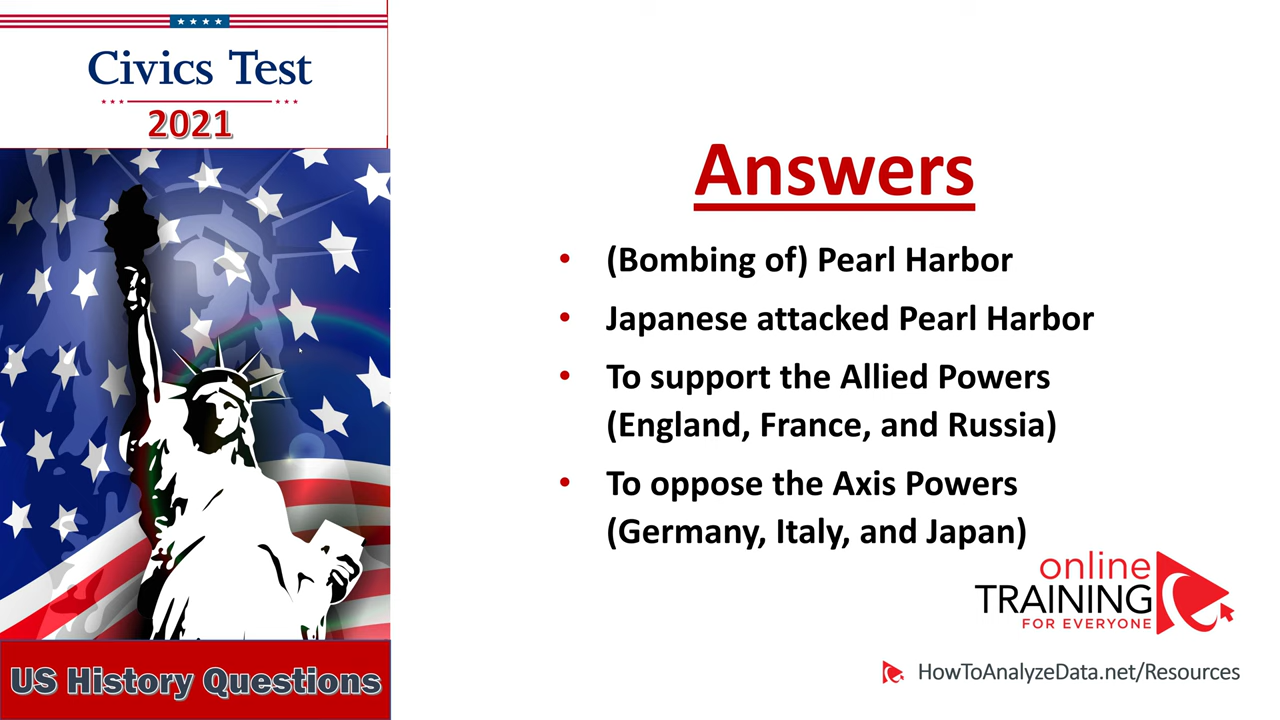 Civics Test
2021
US History Questions
Answers
• (Bombing of) Pearl Harbor
• Japanese attacked Pearl Harbor
• To support the Allied Powers
(England, France, and Russia)
• To oppose the Axis Powers
(Germany, Italy, and Japan)
online
TRAINING
FOR EVERYONE
HowToAnalyzeData.net/Resources